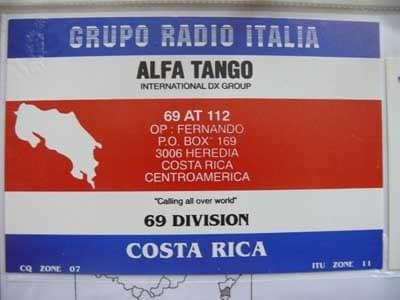 GRUPO RADIO ITALIA
ALFA TANGO
INTERNATIONAL DX GROUP
69 AT 112
OP : FERNANDO
P.O. BOX 169
3006 HEREDIA
COSTA RICA
CENTROAMERICA
"Calling all over world"
69 DIVISION
COSTA RICA
CQ ZONE 07
ITU ZONE 11